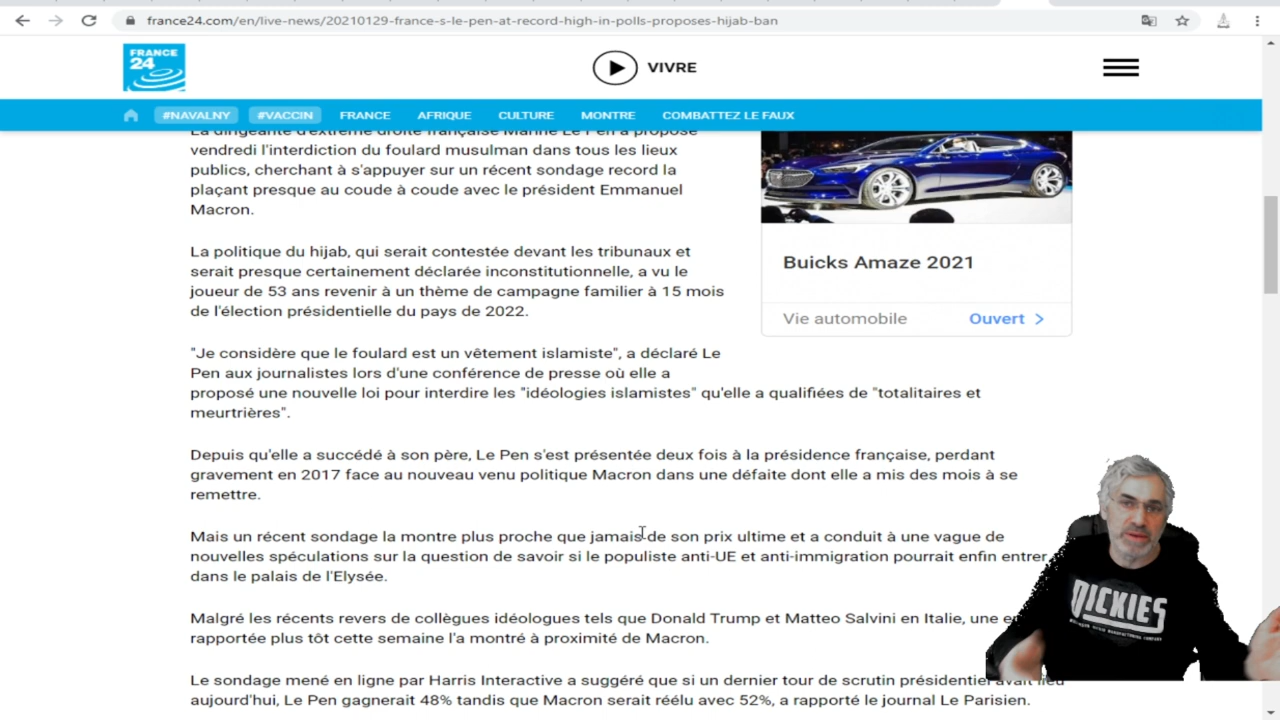 france24.com/en/live-news/20210129-france-s-le-pen-at-record-high-in-polls-proposes-hijab-ban
FRANCE
24
VIVRE
#NAVALNY #VACCIN FRANCE AFRIQUE CULTURE MONTRE COMBATTEZ LE FAUX
La dirigeante d'extrême droite française Marine Le Pen a proposé
vendredi l'interdiction du foulard musulman dans tous les lieux
publics, cherchant à s'appuyer sur un récent sondage record la
plaçant presque au coude à coude avec le président Emmanuel
Macron.
La politique du hijab, qui serait contestée devant les tribunaux et
serait presque certainement déclarée inconstitutionnelle, a vu le
joueur de 53 ans revenir à un thème de campagne familier à 15 mois
de l'élection présidentielle du pays de 2022.
"Je considère que le foulard est un vêtement islamiste", a déclaré Le
Pen aux journalistes lors d'une conférence de presse où elle a
proposé une nouvelle loi pour interdire les "idéologies islamistes" qu'elle a qualifiées de "totalitaires et
meurtrières".
Depuis qu'elle a succédé à son père, Le Pen s'est présentée deux fois à la présidence française, perdant
gravement en 2017 face au nouveau venu politique Macron dans une défaite dont elle a mis des mois à se
remettre.
Mais un récent sondage la montre plus proche que jamais de son prix ultime et a conduit à une vague de
nouvelles spéculations sur la question de savoir si le populiste anti-UE et anti-immigration pourrait enfin entrer
dans le palais de l'Elysée.
Malgré les récents revers de collègues idéologues tels que Donald Trump et Matteo Salvini en Italie, une
rapportée plus tôt cette semaine l'a montré à proximité de Macron.
Le sondage mené en ligne par Harris Interactive a suggéré que si un dernier tour de scrutin présidentiel avait lieu
aujourd'hui, Le Pen gagnerait 48% tandis que Macron serait réélu avec 52%, a rapporté le journal Le Parisien.
Buicks Amaze 2021
Vie automobile Ouvert
DICKIES